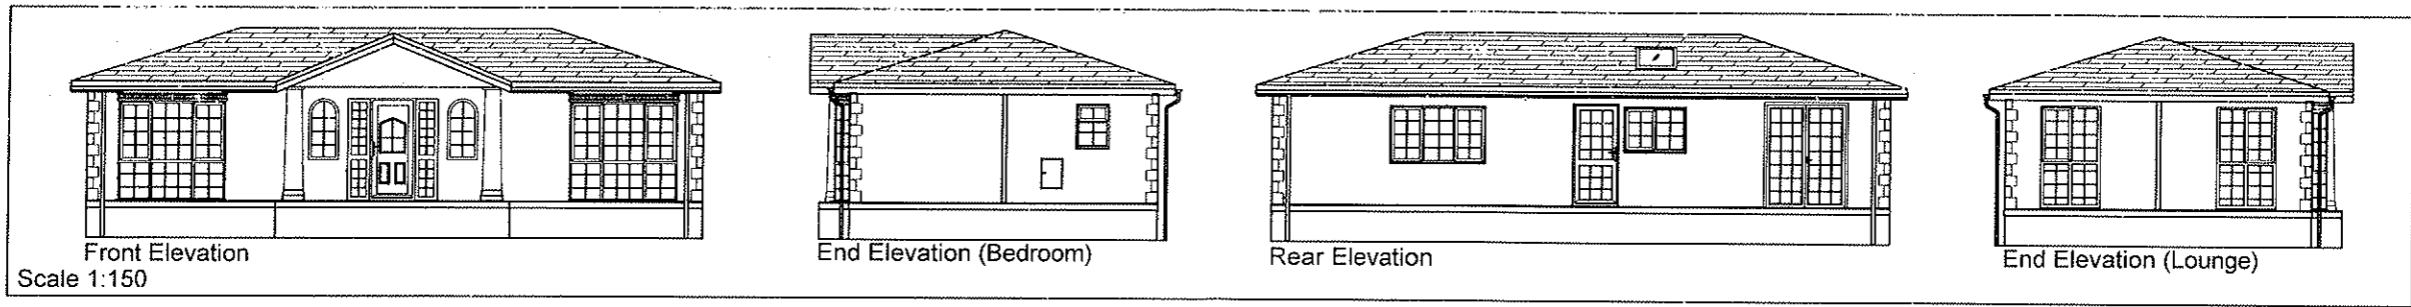 Front Elevation
End Elevation (Bedroom)
Rear Elevation
End Elevation (Lounge)
Scale 1:150